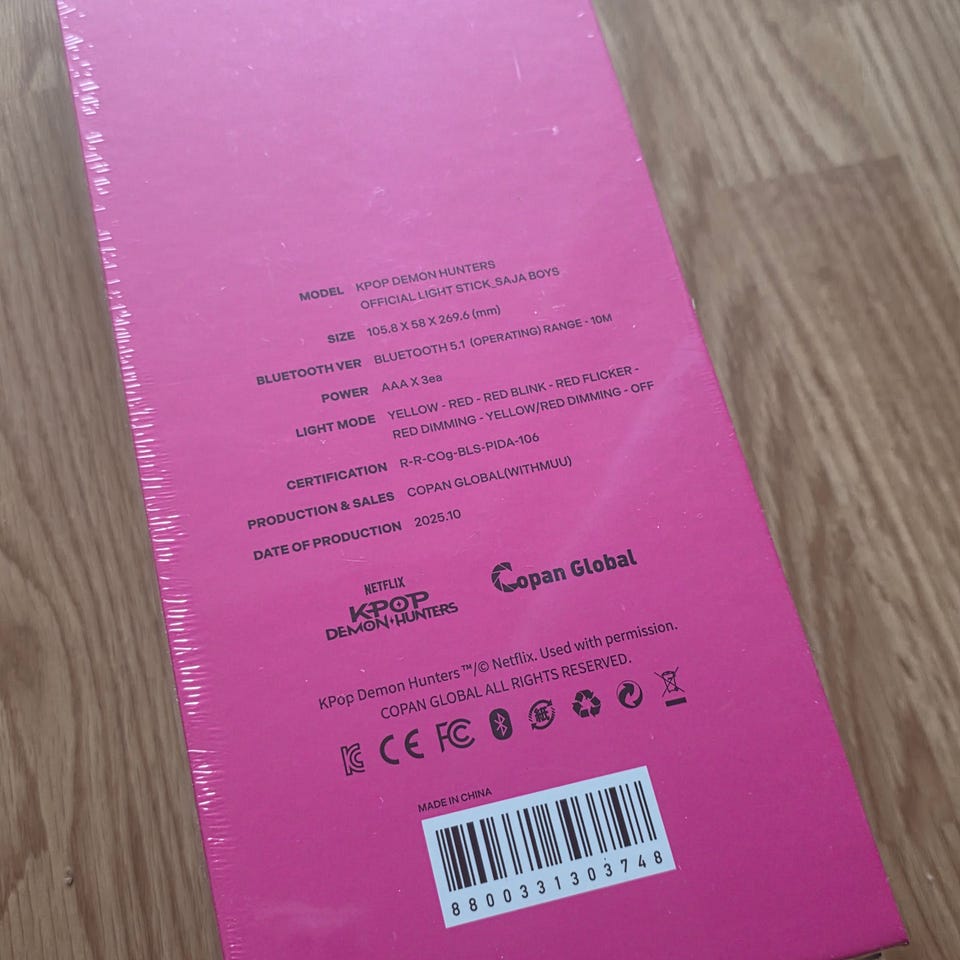 MODEL KPOP DEMON HUNTERS
OFFICIAL LIGHT STICK_SAJA BOYS
SIZE 105.8 X 58 X 269.6 (mm)
BLUETOOTH VER BLUETOOTH 5.1 (OPERATING) RANGE - 10M
POWER AAA X 3ea
LIGHT MODE YELLOW - RED - RED BLINK - RED FLICKER -
RED DIMMING - YELLOW/RED DIMMING - OFF
CERTIFICATION R-R-COg-BLS-PIDA-106
PRODUCTION & SALES COPAN GLOBAL(WITHMUU)
DATE OF PRODUCTION 2025.10
NETFLIX
KPOP
DEMON HUNTERS
Copan Global
KPop Demon Hunters™/© Netflix. Used with permission.
COPAN GLOBAL ALL RIGHTS RESERVED.
KC CE FC 紙
MADE IN CHINA
8800331303748